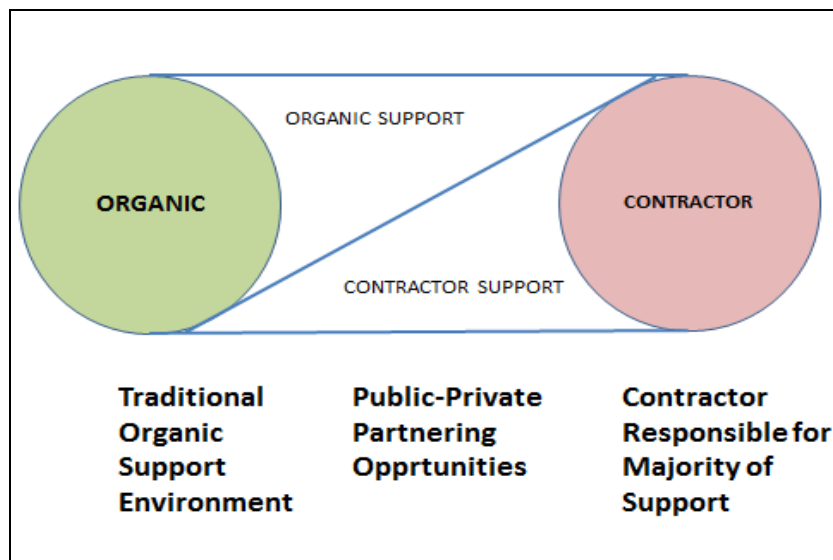 ORGANIC SUPPORT
ORGANIC
CONTRACTOR
CONTRACTOR SUPPORT
Traditional
Organic
Support
Environment
Public-Private
Partnering
Opprtunities
Contractor
Responsible for
Majority of
Support